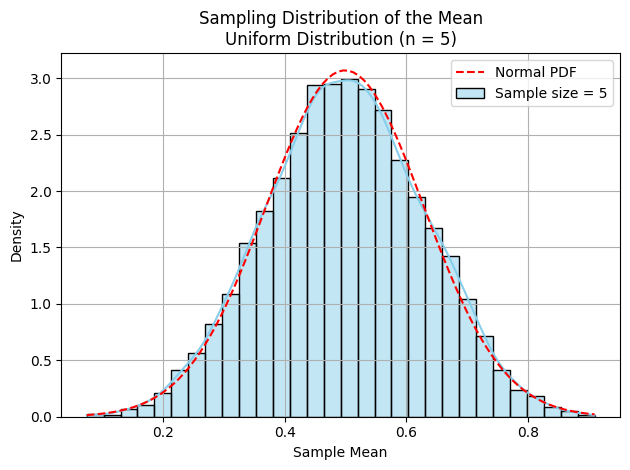 Sampling Distribution of the Mean
Uniform Distribution (n = 5)
Normal PDF
Sample size = 5
Density
3.0
2.5
2.0
1.5
1.0
0.5
0.0
0.2
0.4
0.6
0.8
Sample Mean